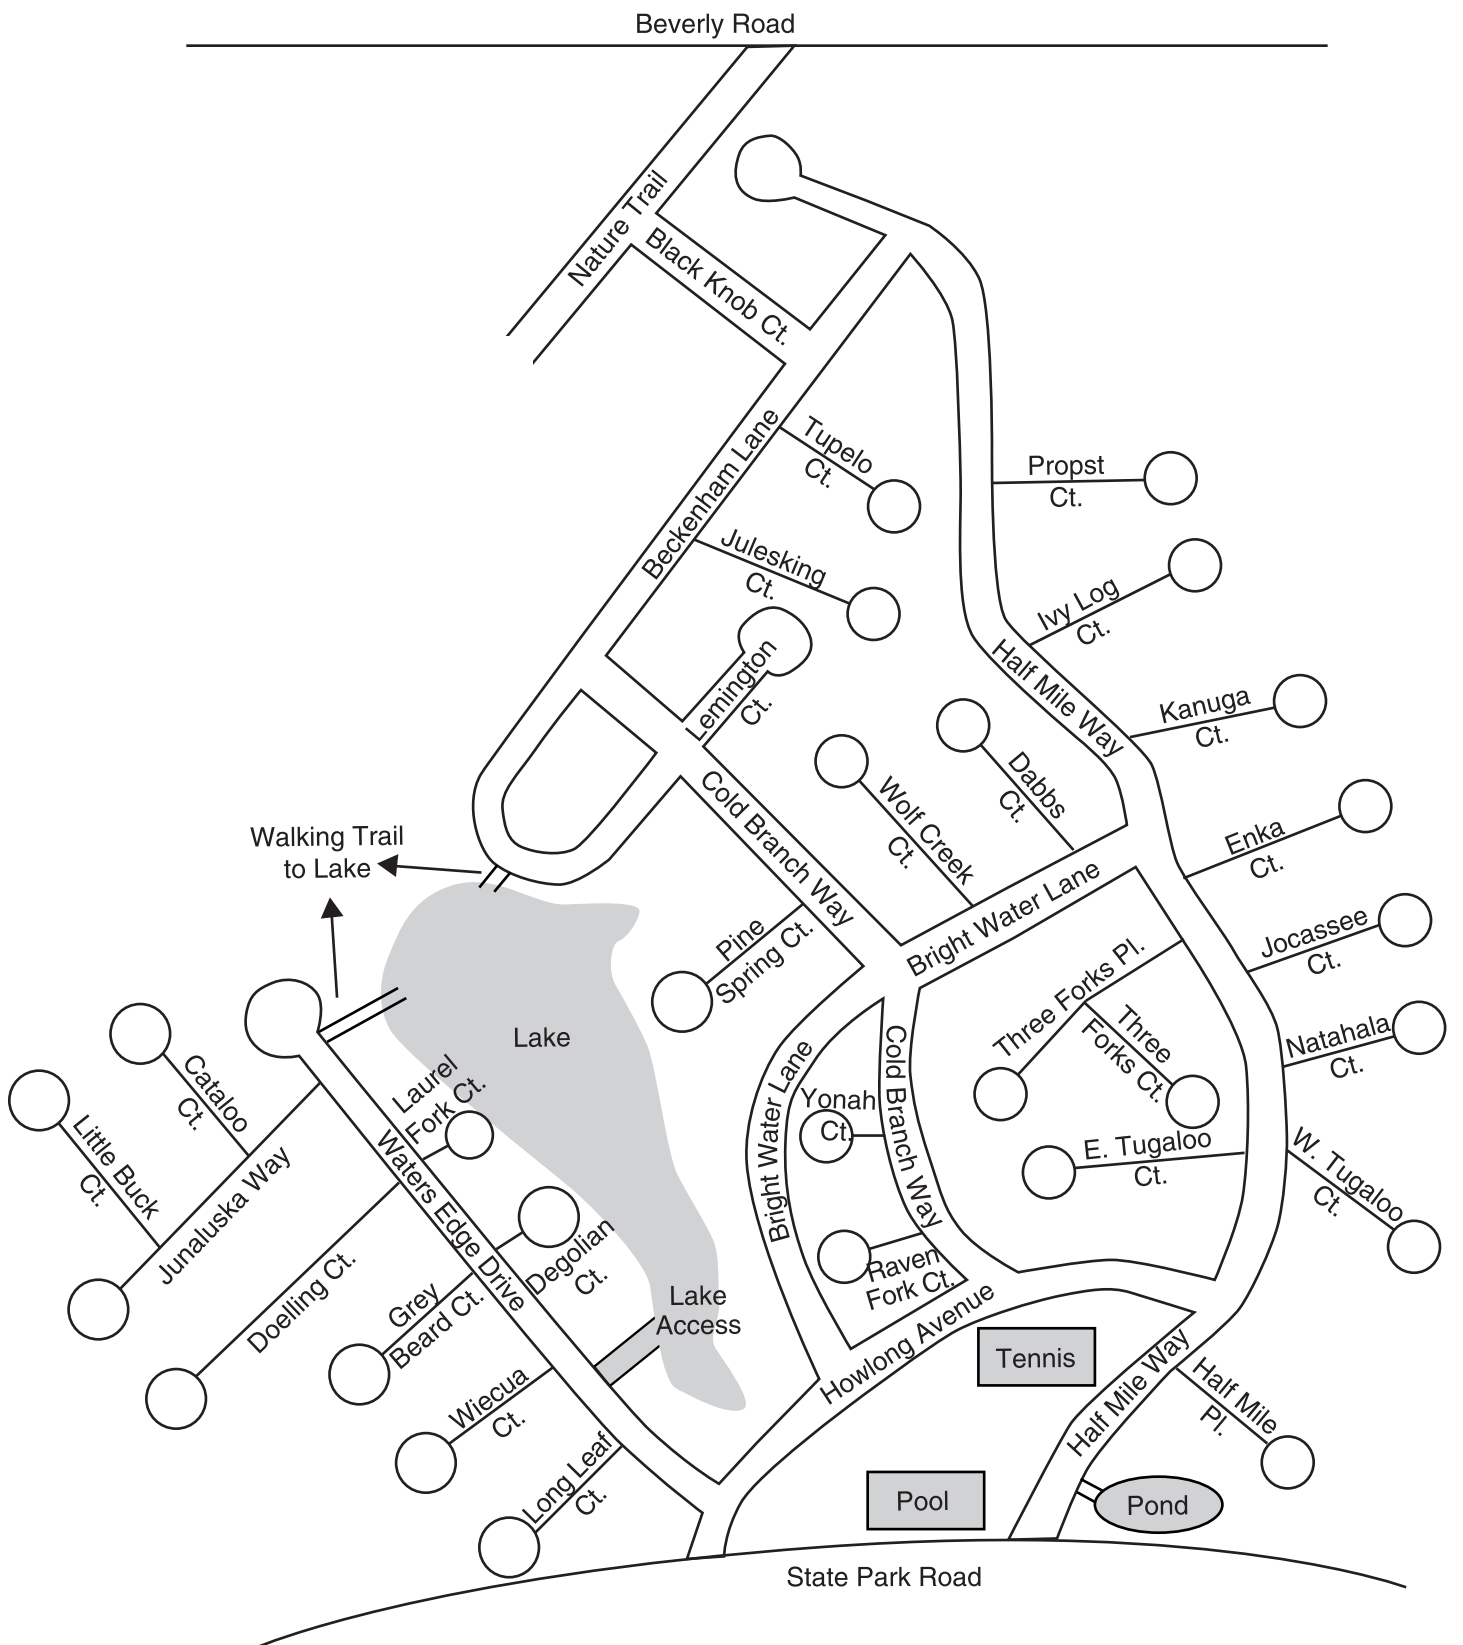 Beverly Road
Nature Trail
Black Knob Ct.
Beckenham Lane
Tupelo
Ct.
Propst
Ct.
Julesking
Ct.
Ivy Log
Ct.
Lemington
Ct.
Half Mile Way
Kanuga
Ct.
Dabbs
Ct.
Wolf Creek
Ct.
Cold Branch Way
Walking Trail
to Lake
Enka
Ct.
Bright Water Lane
Pine
Spring Ct.
Jocassee
Ct.
Three Forks Pl.
Three
Forks Ct.
Natahala
Ct.
Lake
Cataloo
Ct.
Laurel
Fork Ct.
Little Buck
Ct.
Junaluska Way
Waters Edge Drive
Bright Water Lane
Yonah
Ct.
Cold Branch Way
E. Tugaloo
Ct.
W. Tugaloo
Ct.
Doelling Ct.
Degolian
Ct.
Grey
Beard Ct.
Raven
Fork Ct.
Lake
Access
Howlong Avenue
Tennis
Half Mile Way
Half Mile
Pl.
Wiecua
Ct.
Long Leaf
Ct.
Pool
Pond
State Park Road